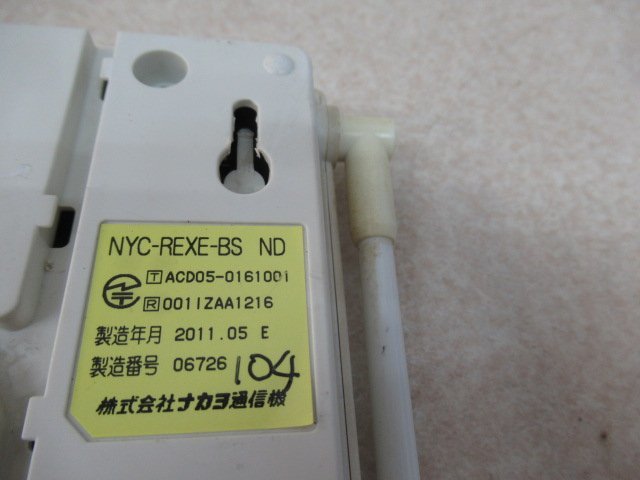 NYC-REXE-BS ND
T ACD05-0161001
R 001IZAA1216
製造年月 2011.05 E
製造番号 06726 104
株式会社ナカヨ通信機